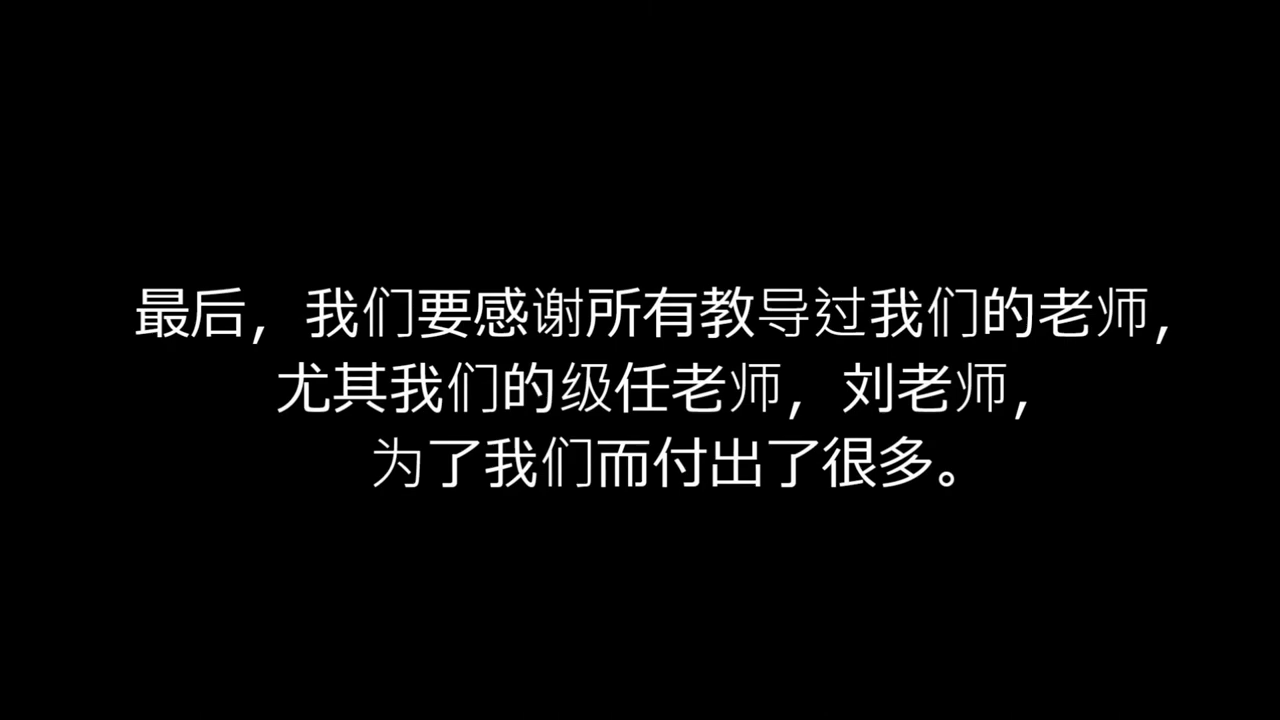 最后，我们要感谢所有教导过我们的老师，
尤其我们的级任老师，刘老师，
为了我们而付出了很多。